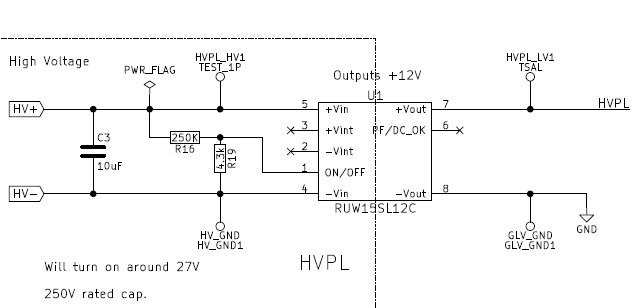 High Voltage
PWR_FLAG
HVPL_HV1
TEST_1P
Outputs +12V
U1
HVPL_LV1
TSAL
HV+
5
+Vin
+Vout
7
HVPL
3
+Vint
PF/DC_OK
6
C3
10uF
250K
R16
4.3k
R19
2
-Vint
1
ON/OFF
HV-
4
-Vin
-Vout
8
RUW15SL12C
HV_GND
HV_GND1
GLV_GND
GLV_GND1
GND
HVPL
Will turn on around 27V
250V rated cap.